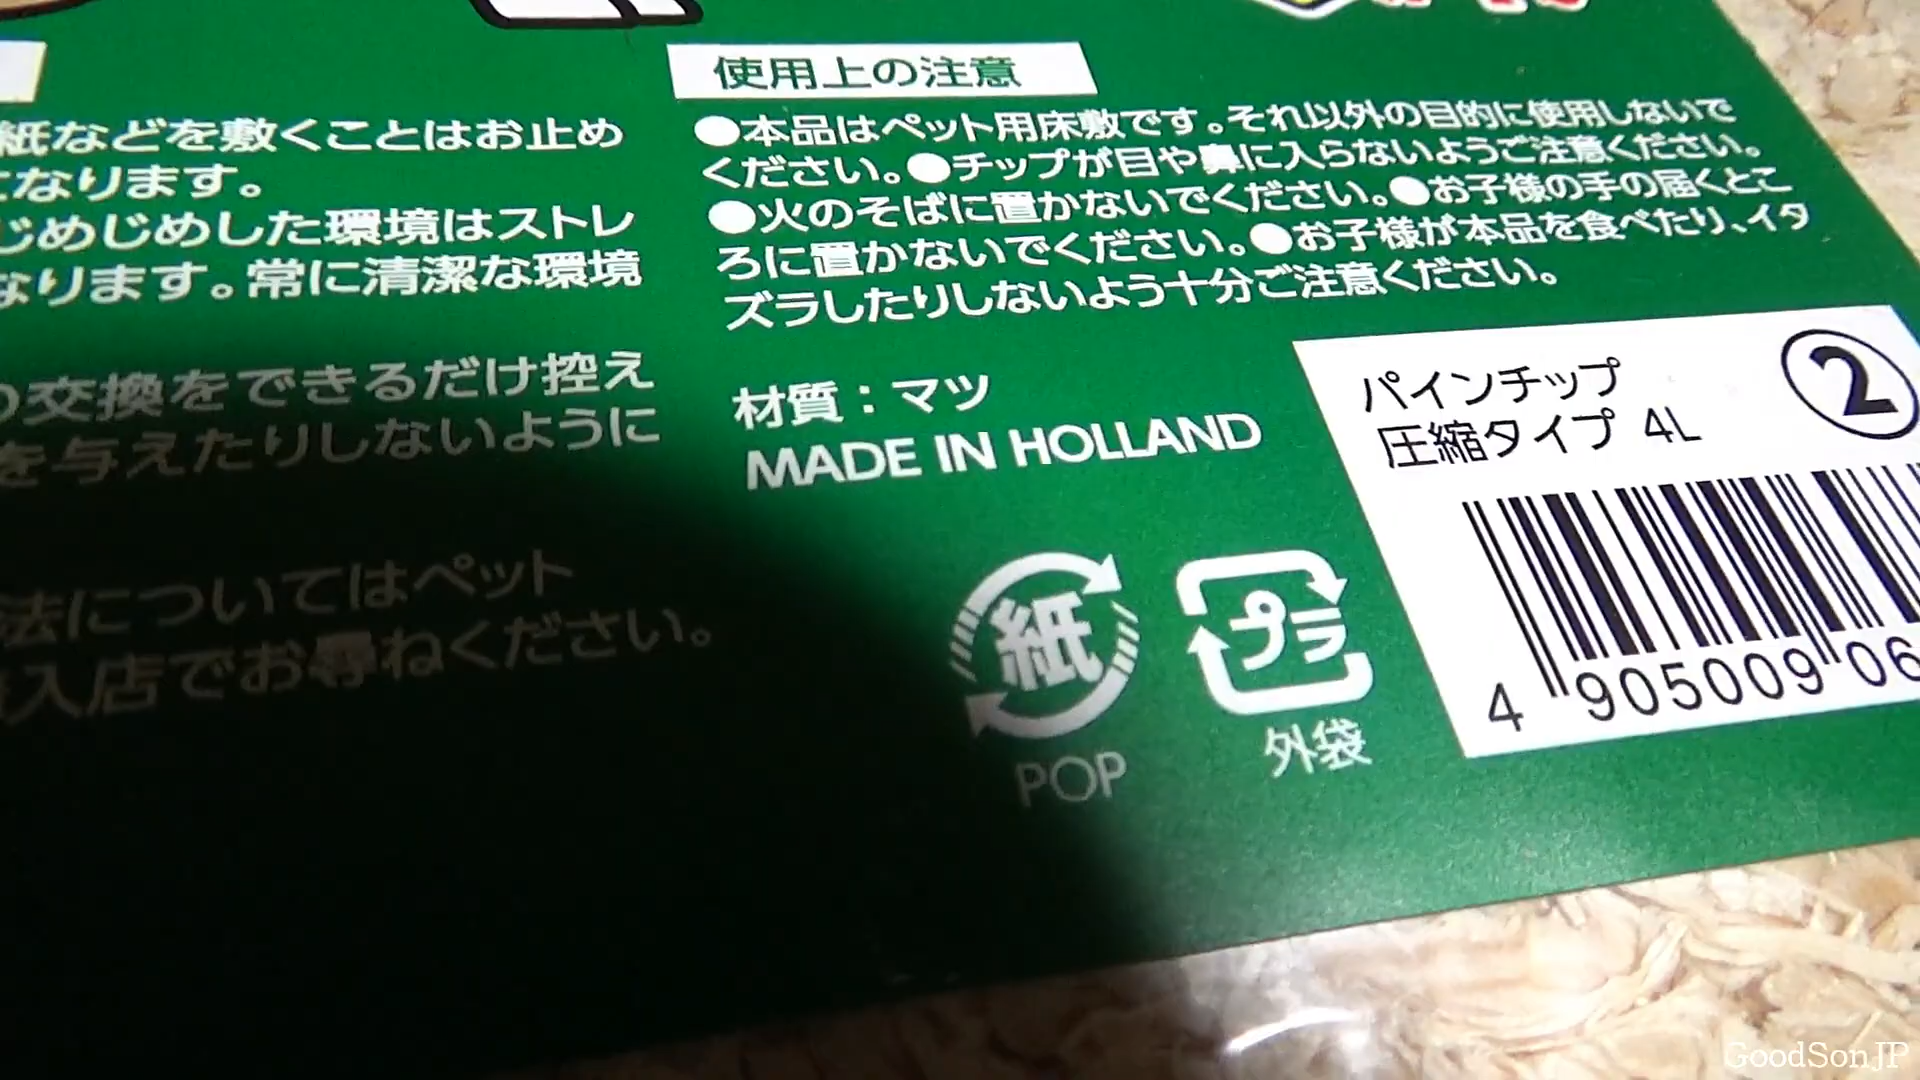 紙などを敷くことはお止め
になります。
じめじめした環境はストレ
なります。常に清潔な環境
の交換をできるだけ控え
を与えたりしないように
法についてはペット
入店でお尋ねください。
使用上の注意
●本品はペット用床敷です。それ以外の目的に使用しないで
ください。●チップが目や鼻に入らないようご注意ください。
●火のそばに置かないでください。●お子様の手の届くとこ
ろに置かないでください。●お子様が本品を食べたり、イタ
ズラしたりしないよう十分ご注意ください。
材質：マツ
MADE IN HOLLAND
紙
POP
プラ
外袋
パインチップ
圧縮タイプ 4L
②
4 905009 06
GoodSonJP